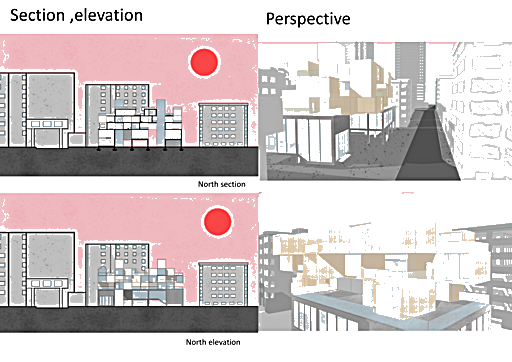 Section ,elevation
Perspective
North section
North elevation